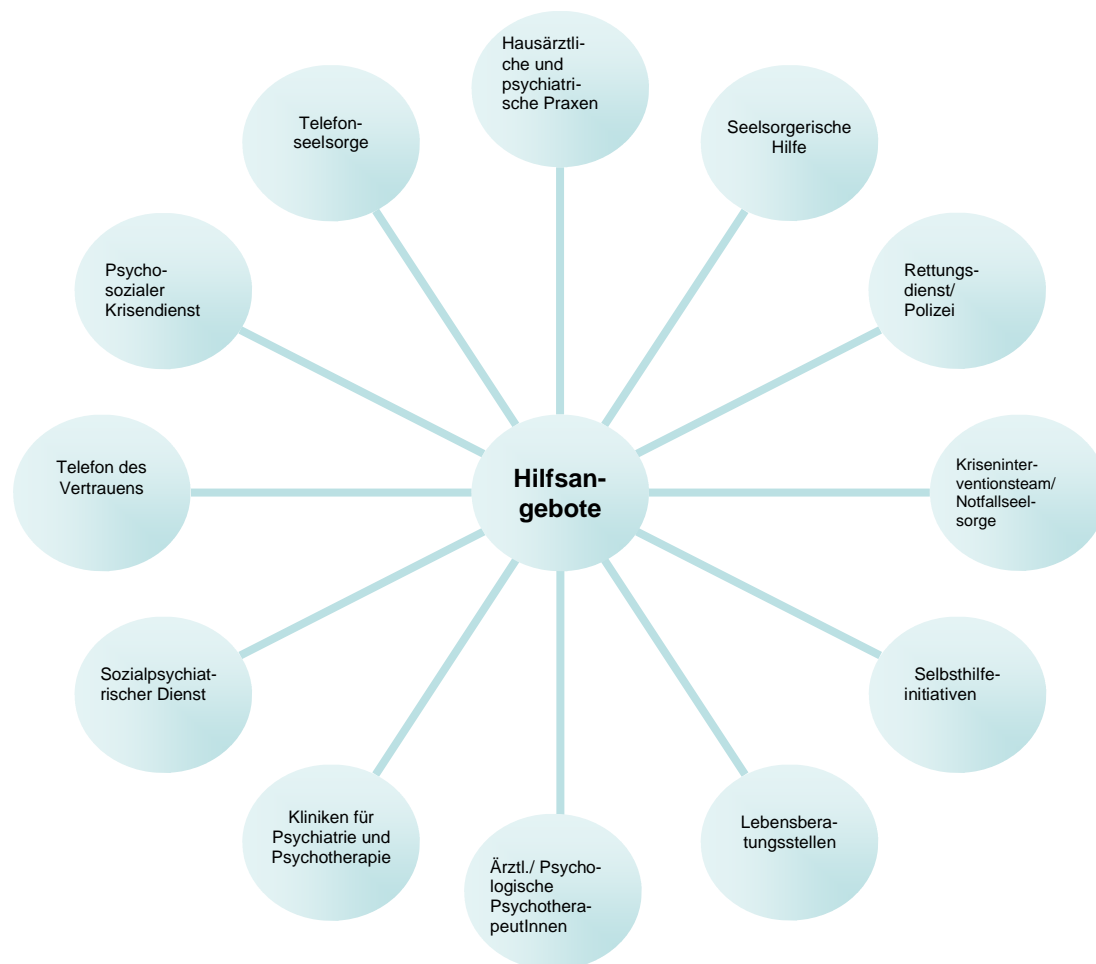 Hausärztli-
che und
psychiatri-
sche Praxen
Seelsorgerische
Hilfe
Rettungs-
dienst/
Polizei
Kriseninter-
ventionsteam/
Notfallseel-
sorge
Selbsthilfe-
initiativen
Lebensbera-
tungsstellen
Ärztl./ Psycho-
logische
Psychothera-
peutInnen
Kliniken für
Psychiatrie und
Psychotherapie
Sozialpsychiat-
rischer Dienst
Telefon des
Vertrauens
Psycho-
sozialer
Krisendienst
Telefon-
seelsorge
Hilfsan-
gebote